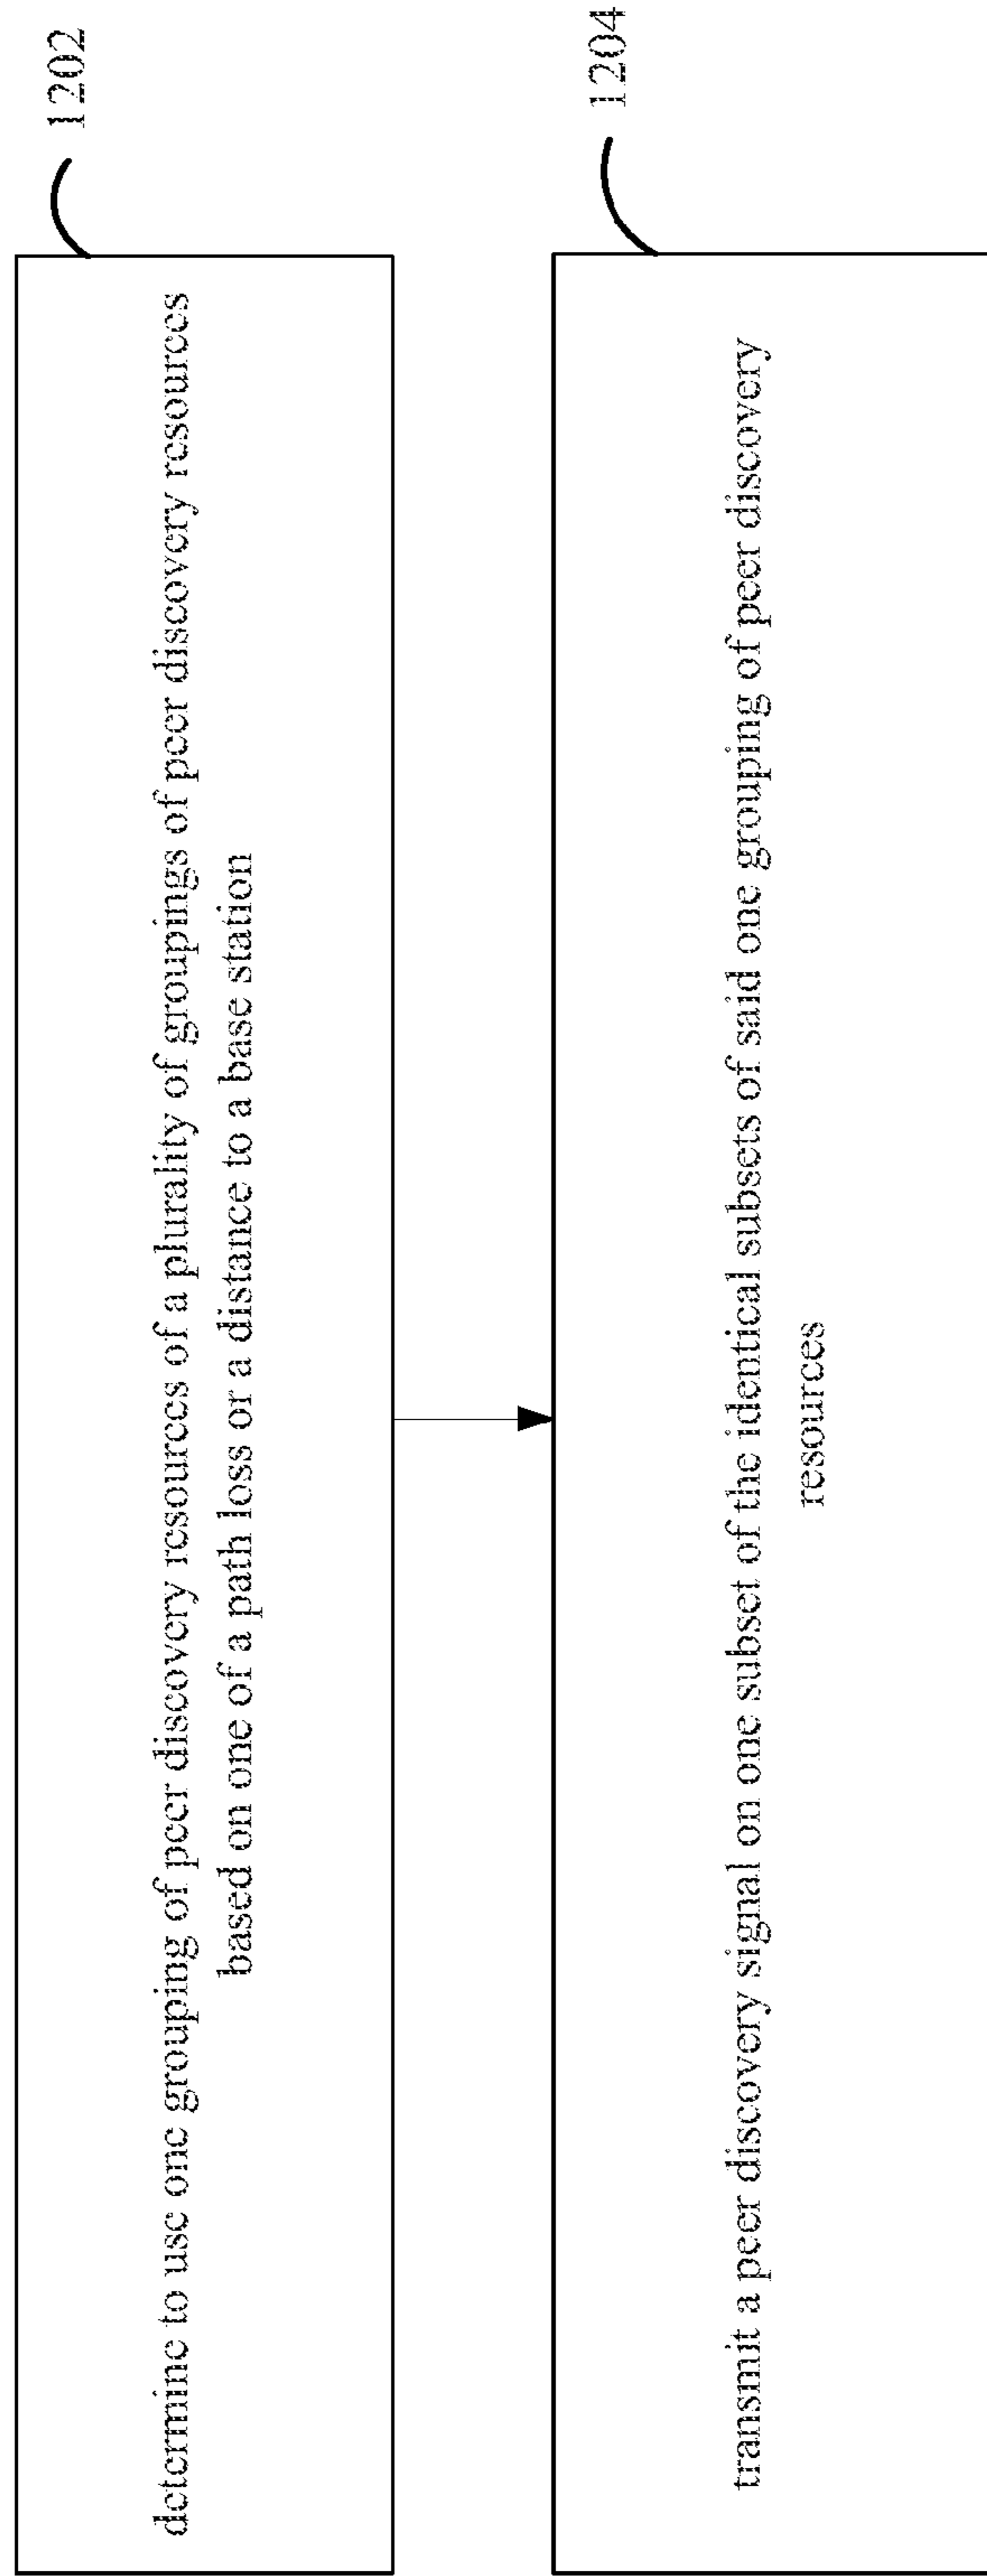 1202
determine to use one grouping of peer discovery resources of a plurality of groupings of peer discovery resources
based on one of a path loss or a distance to a base station
1204
transmit a peer discovery signal on one subset of the identical subsets of said one grouping of peer discovery
resources